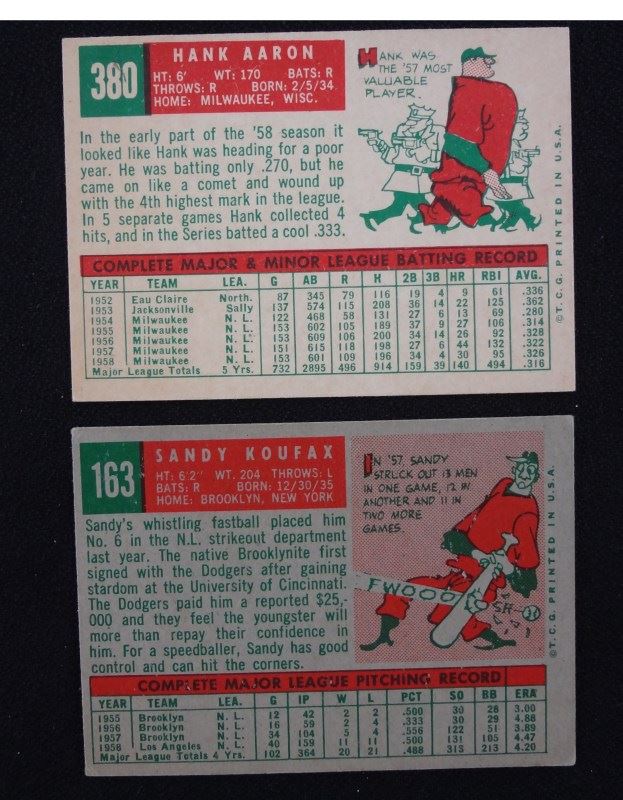 380
HANK AARON
HT: 6' WT: 170 BATS: R
THROWS: R BORN: 2/5/34
HOME: MILWAUKEE, WISC.
HANK WAS
THE '57 MOST
VALUABLE
PLAYER.
In the early part of the '58 season it
looked like Hank was heading for a poor
year. He was batting only .270, but he
came on like a comet and wound up
with the 4th highest mark in the league.
In 5 separate games Hank collected 4
hits, and in the Series batted a cool .333.
©T.C.G. PRINTED IN U.S.A.
COMPLETE MAJOR & MINOR LEAGUE BATTING RECORD
YEAR TEAM LEA. G AB R H 2B 3B HR RBI AVG.
1952 Eau Claire North. 87 345 79 116 19 4 9 61 .336
1953 Jacksonville Sally 137 574 115 208 36 14 22 125 .362
1954 Milwaukee N. L. 122 468 58 131 27 6 13 69 .280
1955 Milwaukee N. L. 153 602 105 189 37 9 27 106 .314
1956 Milwaukee N. L. 153 609 106 200 34 14 26 92 .328
1957 Milwaukee N. L. 151 615 118 198 27 6 44 132 .322
1958 Milwaukee N. L. 153 601 109 196 34 4 30 95 .326
Major League Totals 5 Yrs. 732 2895 496 914 159 39 140 494 .316
163
SANDY KOUFAX
HT: 6'2" WT. 204 THROWS: L
BATS: R BORN: 12/30/35
HOME: BROOKLYN, NEW YORK
IN '57, SANDY
STRUCK OUT 13 MEN
IN ONE GAME, 12 IN
ANOTHER AND 11 IN
TWO MORE
GAMES.
FWOOO
SH-
Sandy's whistling fastball placed him
No. 6 in the N.L. strikeout department
last year. The native Brooklynite first
signed with the Dodgers after gaining
stardom at the University of Cincinnati.
The Dodgers paid him a reported $25,-
000 and they feel the youngster will
more than repay their confidence in
him. For a speedballer, Sandy has good
control and can hit the corners.
©T.C.G. PRINTED IN U.S.A.
COMPLETE MAJOR LEAGUE PITCHING RECORD
YEAR TEAM LEA. G IP W L PCT SO BB ERA
1955 Brooklyn N. L. 12 42 2 2 .500 30 28 3.00
1956 Brooklyn N. L. 16 59 2 4 .333 30 29 4.88
1957 Brooklyn N. L. 34 104 5 4 .556 122 51 3.89
1958 Los Angeles N. L. 40 159 11 11 .500 131 105 4.47
Major League Totals 4 Yrs. 102 364 20 21 .488 313 213 4.20